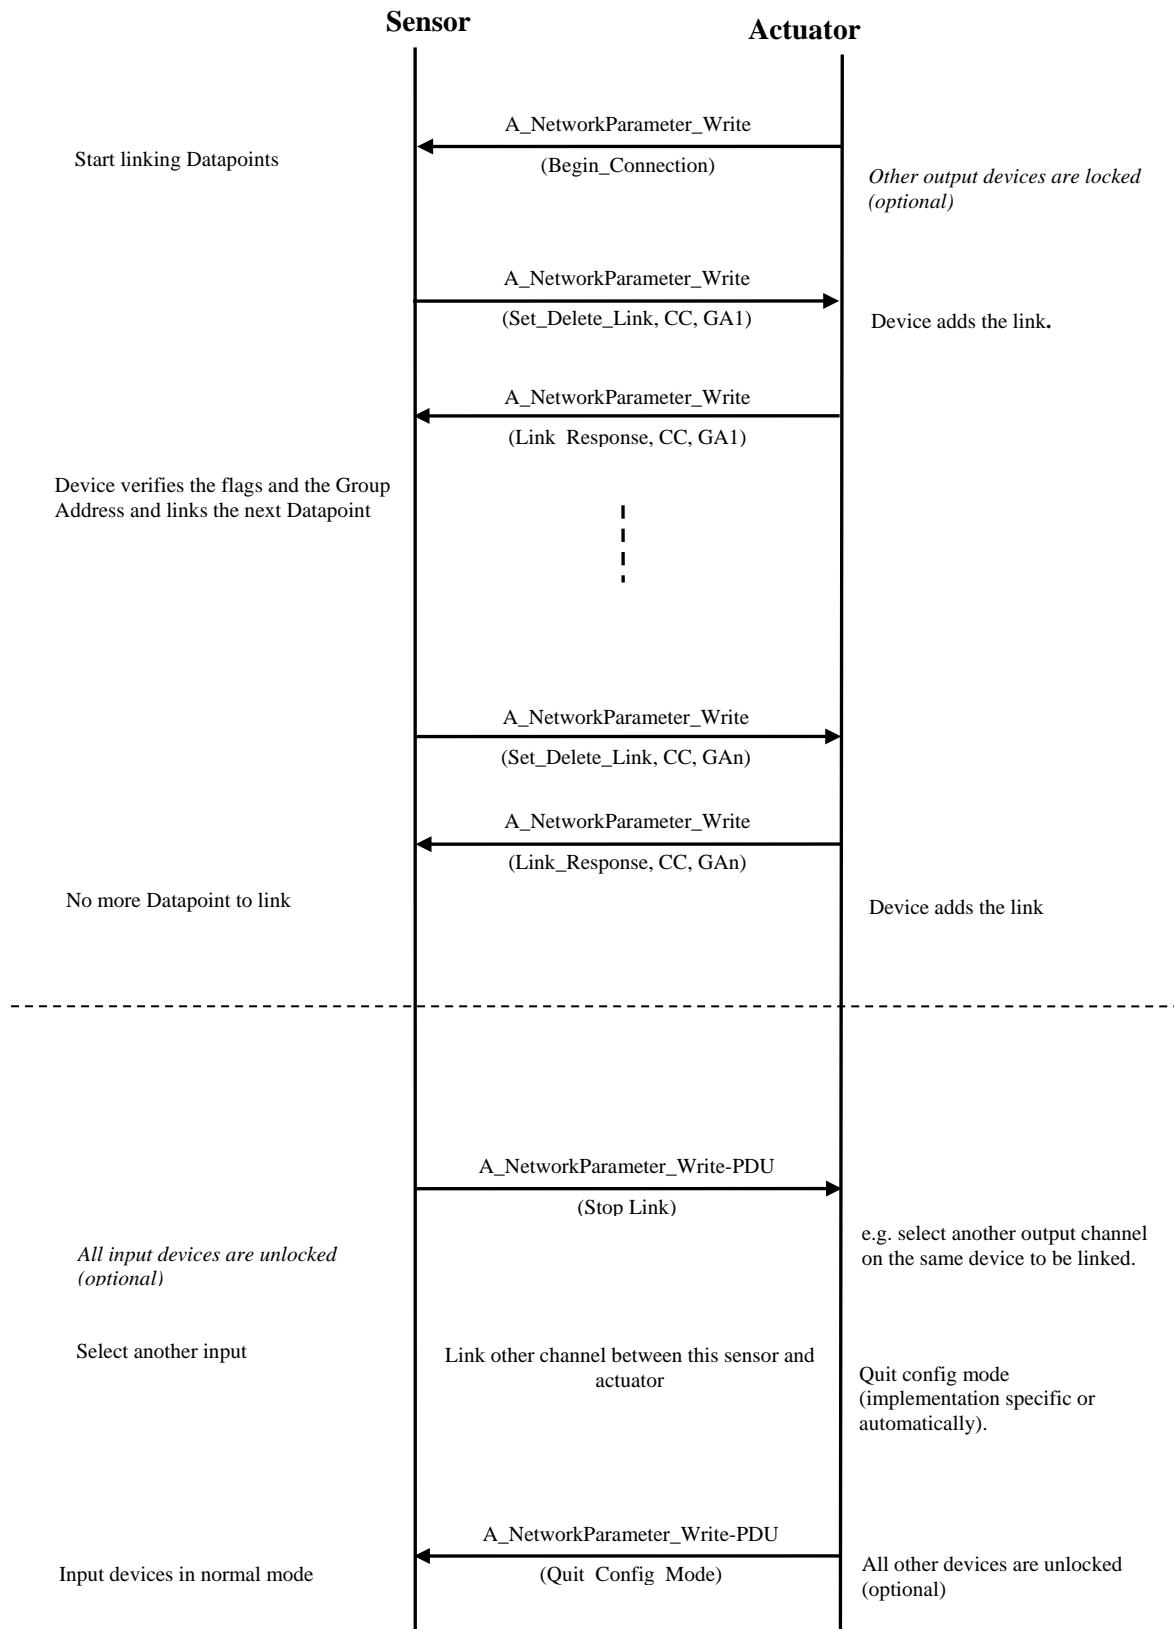 Sensor
Actuator
A_NetworkParameter_Write
Start linking Datapoints
(Begin_Connection)
Other output devices are locked
(optional)
A_NetworkParameter_Write
(Set_Delete_Link, CC, GA1)
Device adds the link.
A_NetworkParameter_Write
(Link_Response, CC, GA1)
Device verifies the flags and the Group
Address and links the next Datapoint
A_NetworkParameter_Write
(Set_Delete_Link, CC, GAn)
A_NetworkParameter_Write
(Link_Response, CC, GAn)
No more Datapoint to link
Device adds the link
A_NetworkParameter_Write-PDU
(Stop Link)
All input devices are unlocked
(optional)
e.g. select another output channel
on the same device to be linked.
Select another input
Link other channel between this sensor and
actuator
Quit config mode
(implementation specific or
automatically).
A_NetworkParameter_Write-PDU
(Quit_Config_Mode)
Input devices in normal mode
All other devices are unlocked
(optional)